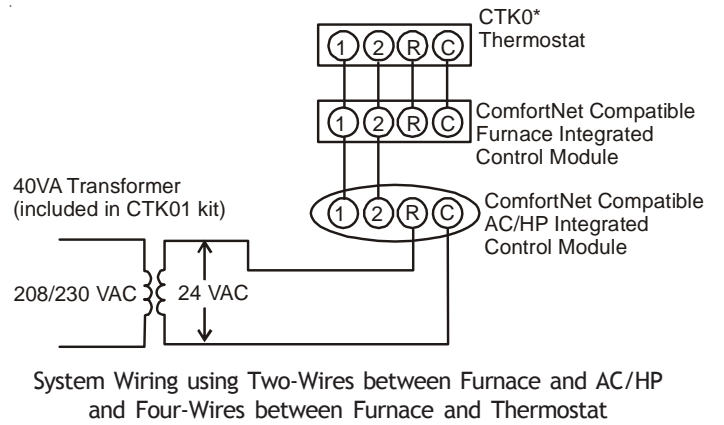 CTK0*
Thermostat
1 2 R C
ComfortNet Compatible
Furnace Integrated
Control Module
1 2 R C
40VA Transformer
(included in CTK01 kit)
ComfortNet Compatible
AC/HP Integrated
Control Module
1 2 R C
208/230 VAC
24 VAC
System Wiring using Two-Wires between Furnace and AC/HP
and Four-Wires between Furnace and Thermostat